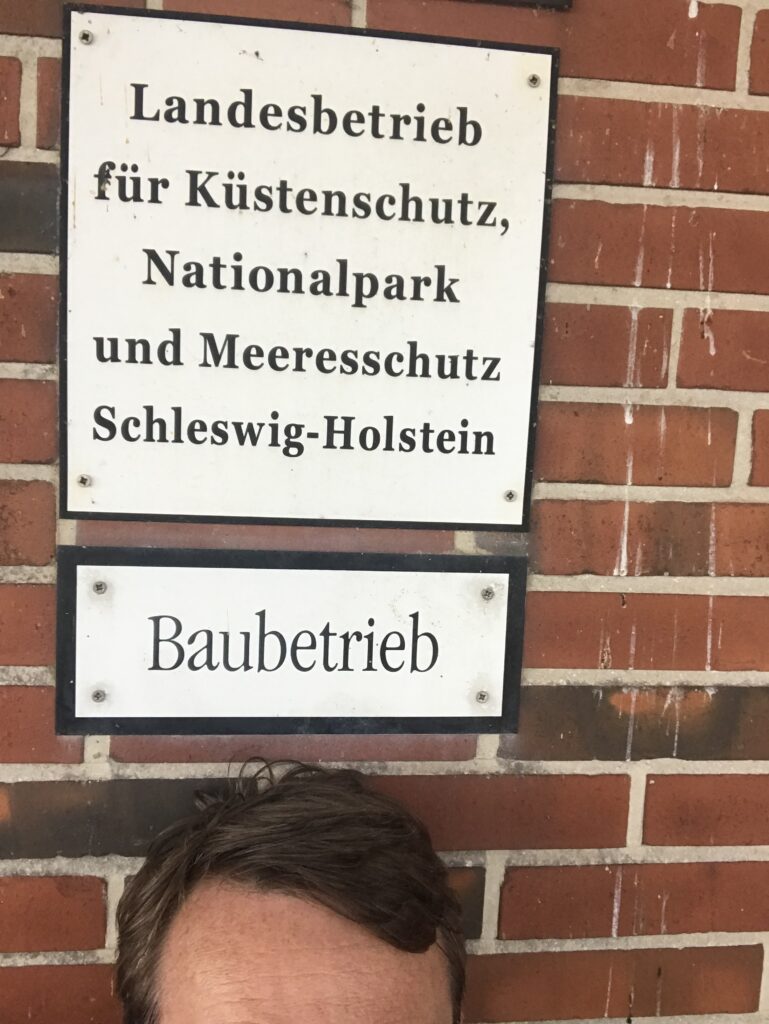 Landesbetrieb
für Küstenschutz,
Nationalpark
und Meeresschutz
Schleswig-Holstein
Baubetrieb